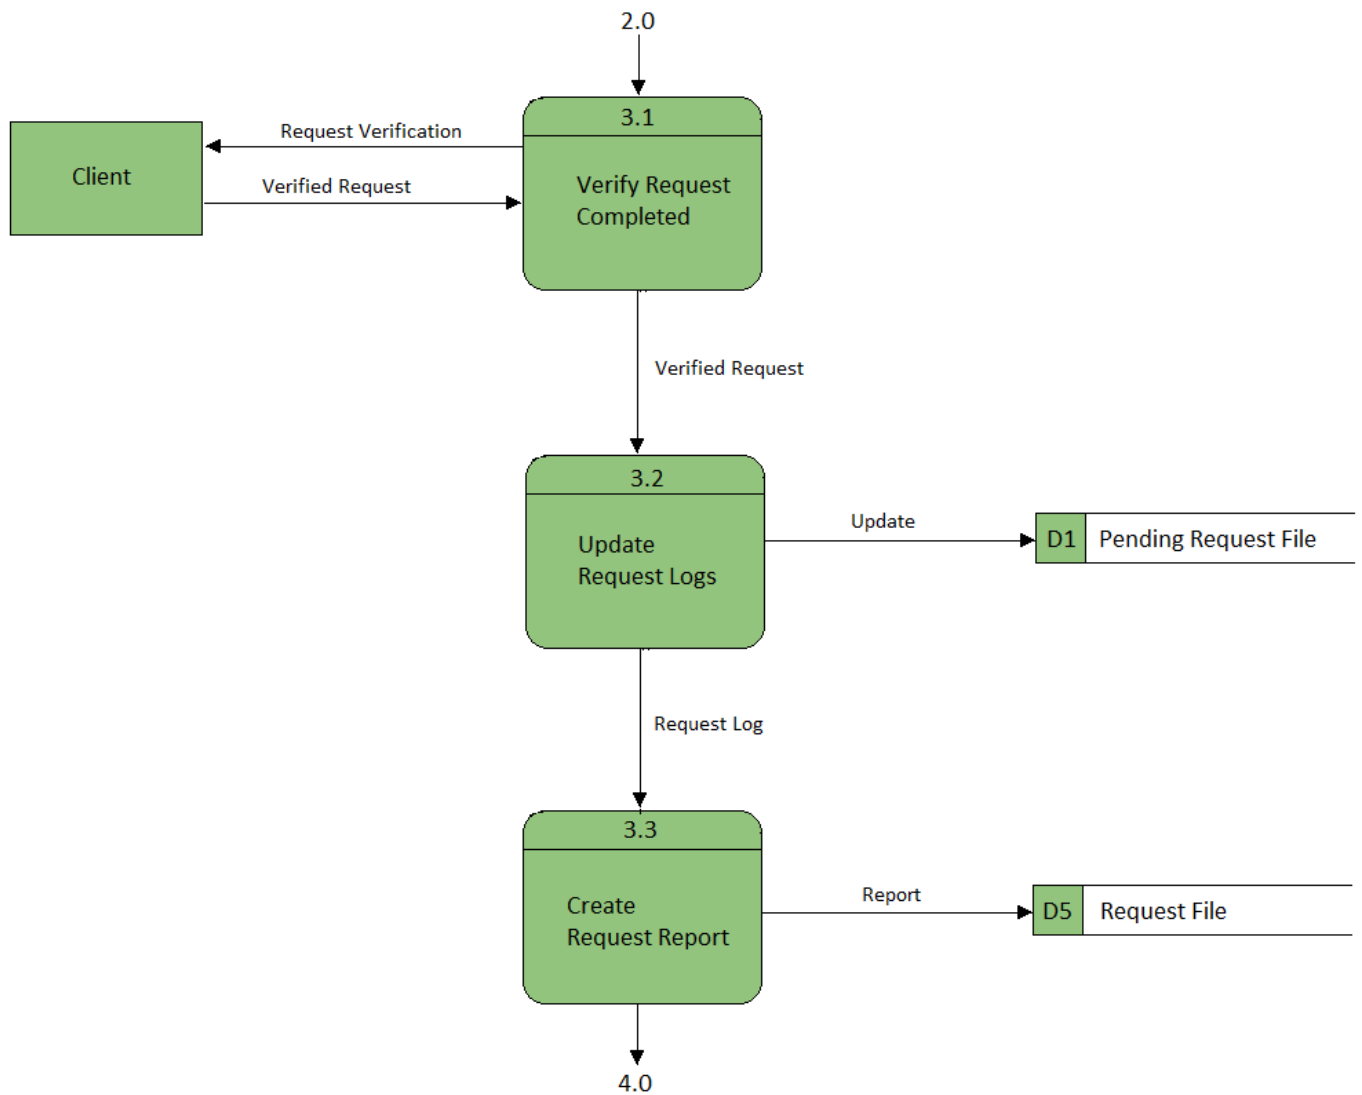 2.0
3.1
Request Verification
Client
Verified Request
Verify Request
Completed
Verified Request
3.2
Update
Request Logs
Update
D1 Pending Request File
Request Log
3.3
Create
Request Report
Report
D5 Request File
4.0